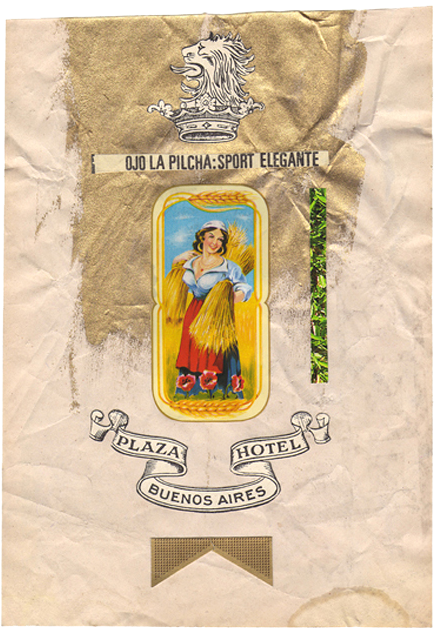 OJO LA PILCHA: SPORT ELEGANTE
PLAZA HOTEL
BUENOS AIRES